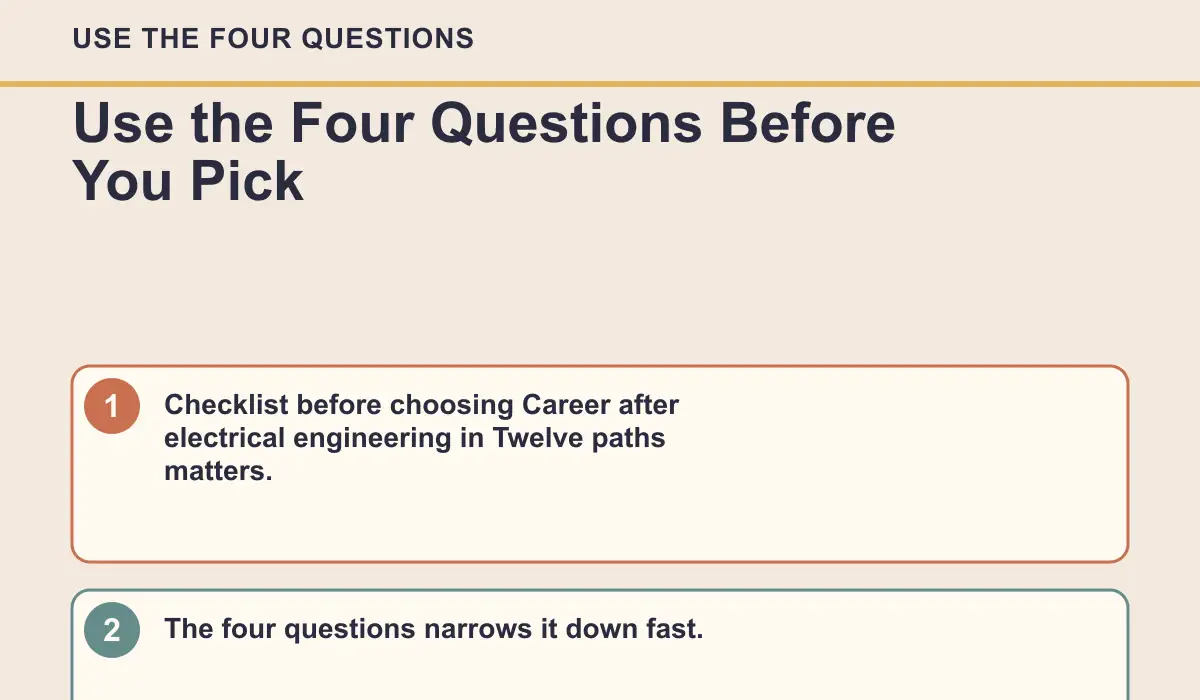 USE THE FOUR QUESTIONS
Use the Four Questions Before
You Pick
1
Checklist before choosing Career after
electrical engineering in Twelve paths
matters.
2
The four questions narrows it down fast.